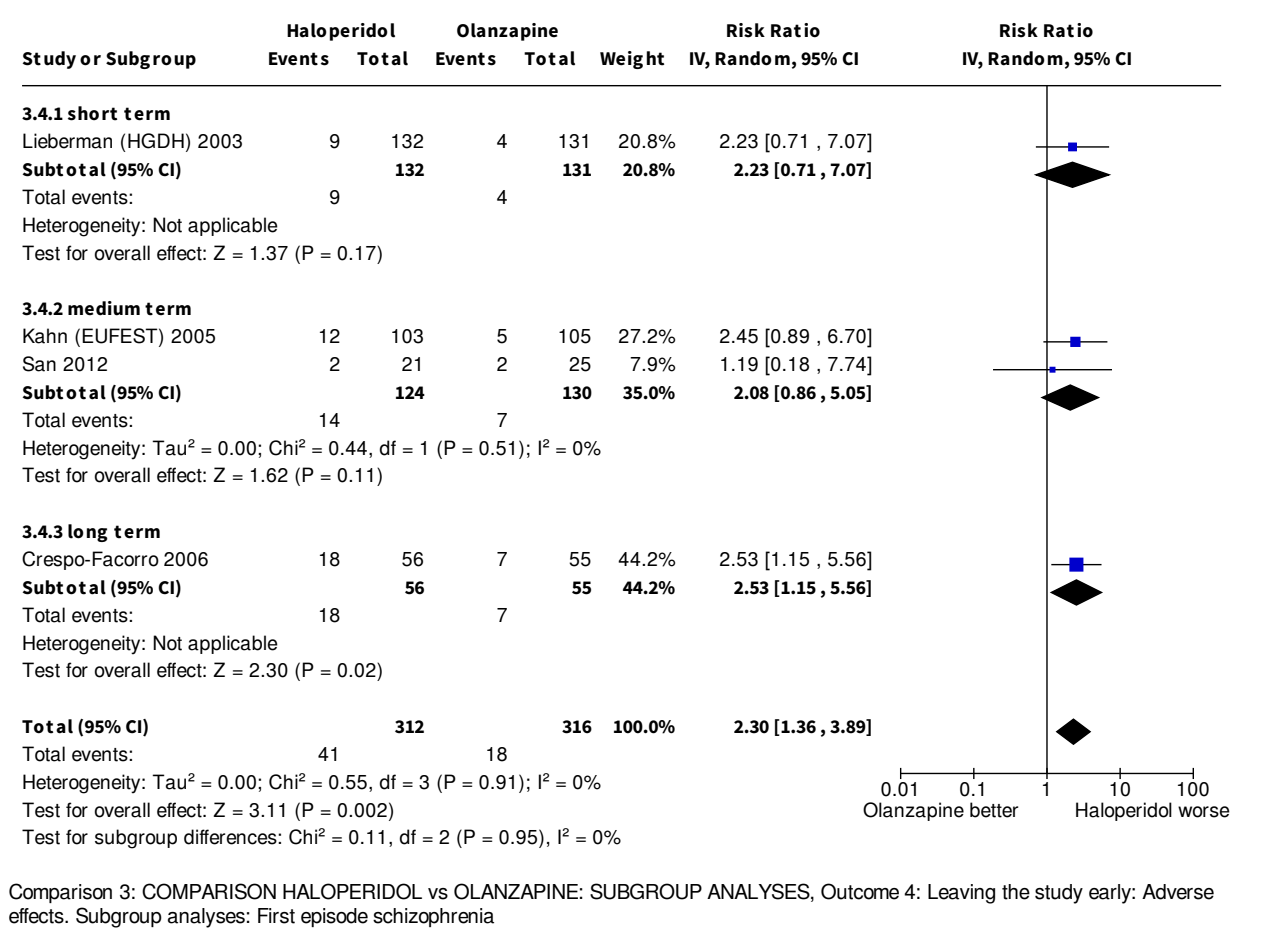 Haloperidol Olanzapine Risk Ratio Risk Ratio
Study or Subgroup Events Total Events Total Weight IV, Random, 95% CI IV, Random, 95% CI
3.4.1 short term
Lieberman (HGDH) 2003 9 132 4 131 20.8% 2.23 [0.71 , 7.07]
Subtotal (95% CI) 132 131 20.8% 2.23 [0.71 , 7.07]
Total events: 9 4
Heterogeneity: Not applicable
Test for overall effect: Z = 1.37 (P = 0.17)
3.4.2 medium term
Kahn (EUFEST) 2005 12 103 5 105 27.2% 2.45 [0.89 , 6.70]
San 2012 2 21 2 25 7.9% 1.19 [0.18 , 7.74]
Subtotal (95% CI) 124 130 35.0% 2.08 [0.86 , 5.05]
Total events: 14 7
Heterogeneity: Tau² = 0.00; Chi² = 0.44, df = 1 (P = 0.51); I² = 0%
Test for overall effect: Z = 1.62 (P = 0.11)
3.4.3 long term
Crespo-Facorro 2006 18 56 7 55 44.2% 2.53 [1.15 , 5.56]
Subtotal (95% CI) 56 55 44.2% 2.53 [1.15 , 5.56]
Total events: 18 7
Heterogeneity: Not applicable
Test for overall effect: Z = 2.30 (P = 0.02)
Total (95% CI) 312 316 100.0% 2.30 [1.36 , 3.89]
Total events: 41 18
Heterogeneity: Tau² = 0.00; Chi² = 0.55, df = 3 (P = 0.91); I² = 0%
Test for overall effect: Z = 3.11 (P = 0.002)
Test for subgroup differences: Chi² = 0.11, df = 2 (P = 0.95), I² = 0%
0.01 0.1 1 10 100
Olanzapine better Haloperidol worse
Comparison 3: COMPARISON HALOPERIDOL vs OLANZAPINE: SUBGROUP ANALYSES, Outcome 4: Leaving the study early: Adverse
effects. Subgroup analyses: First episode schizophrenia